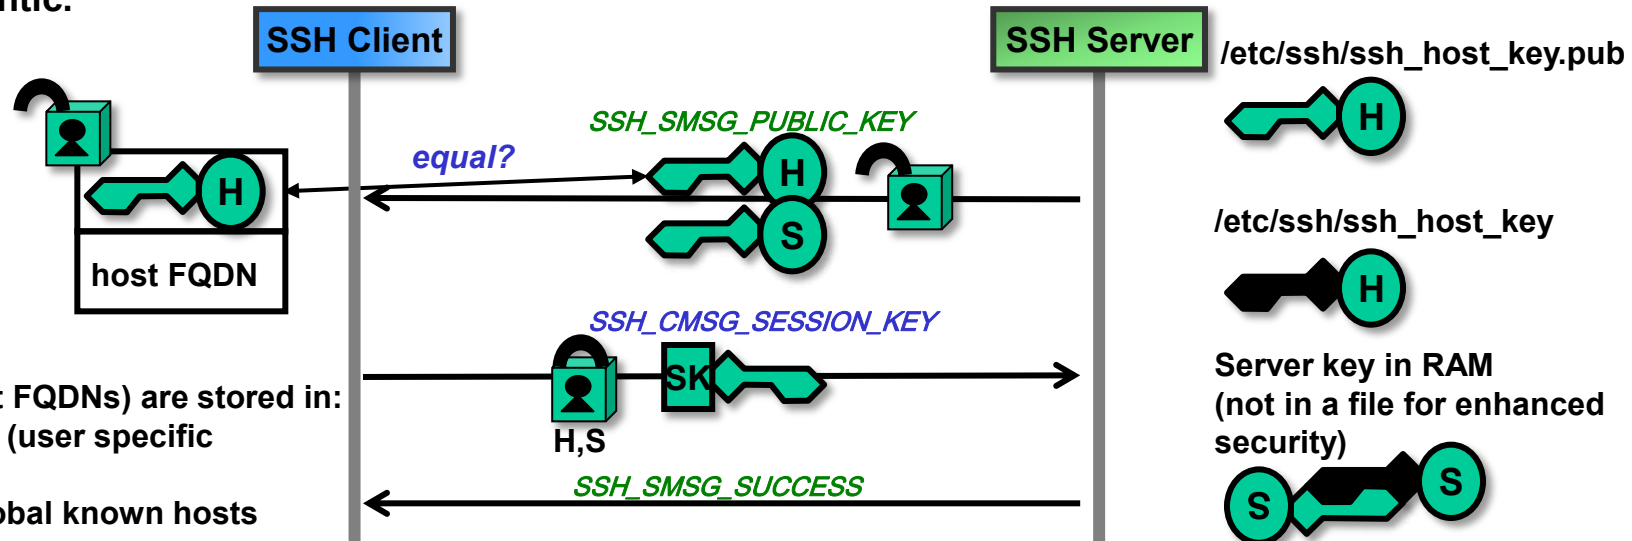 SSH Client
SSH Server
/etc/ssh/ssh_host_key.pub
H
SSH_SMSG_PUBLIC_KEY
equal?
H
H
S
host FQDN
/etc/ssh/ssh_host_key
H
SSH_CMSG_SESSION_KEY
SK
H,S
Server key in RAM
(not in a file for enhanced
security)
S
S
FQDNs) are stored in:
(user specific
known hosts
SSH_SMSG_SUCCESS